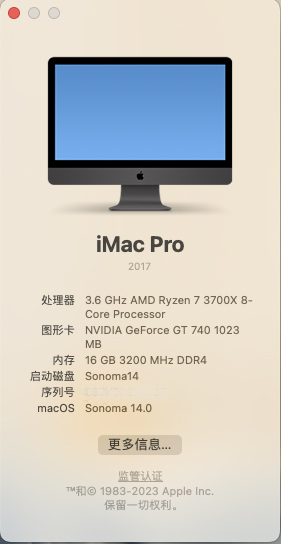 iMac Pro
2017
处理器 3.6 GHz AMD Ryzen 7 3700X 8-
Core Processor
图形卡 NVIDIA GeForce GT 740 1023
MB
内存 16 GB 3200 MHz DDR4
启动磁盘 Sonoma14
序列号
macOS Sonoma 14.0
更多信息...
监管认证
™和© 1983-2023 Apple Inc.
保留一切权利。